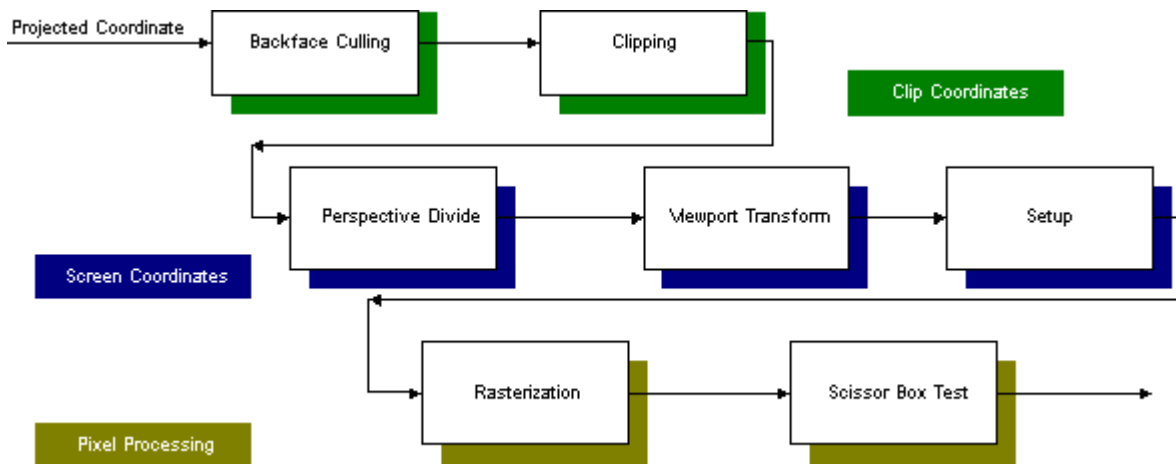 Projected Coordinate
Backface Culling
Clipping
Clip Coordinates
Perspective Divide
Viewport Transform
Setup
Screen Coordinates
Rasterization
Scissor Box Test
Pixel Processing